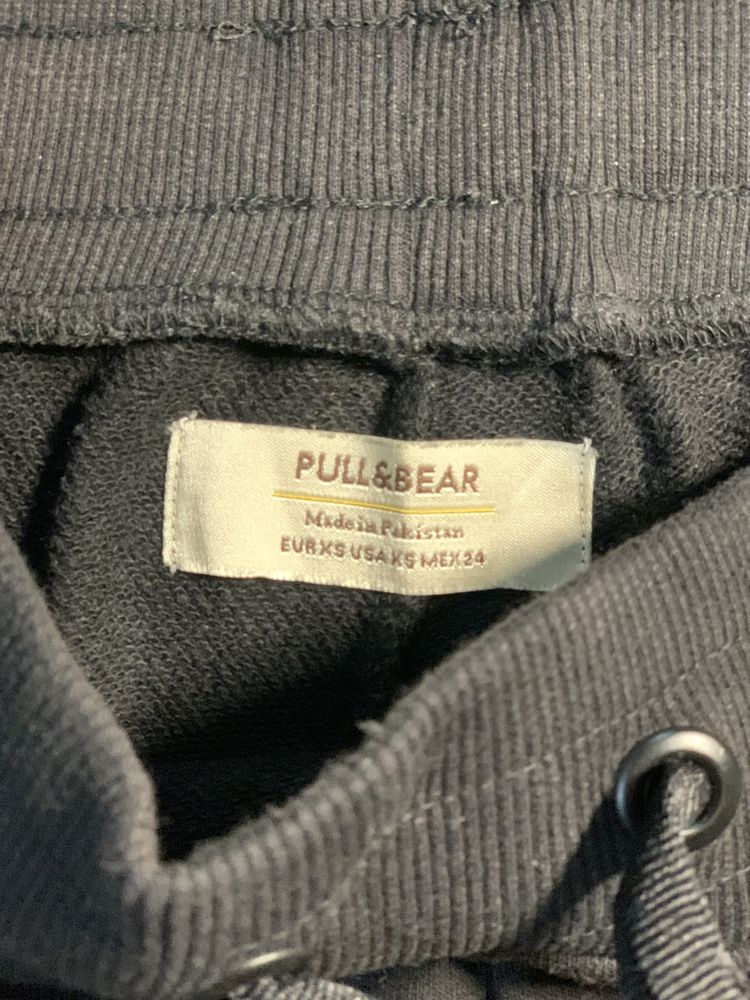 PULL&BEAR
Made in Pakistan
EUR XS USA XS MEX 24